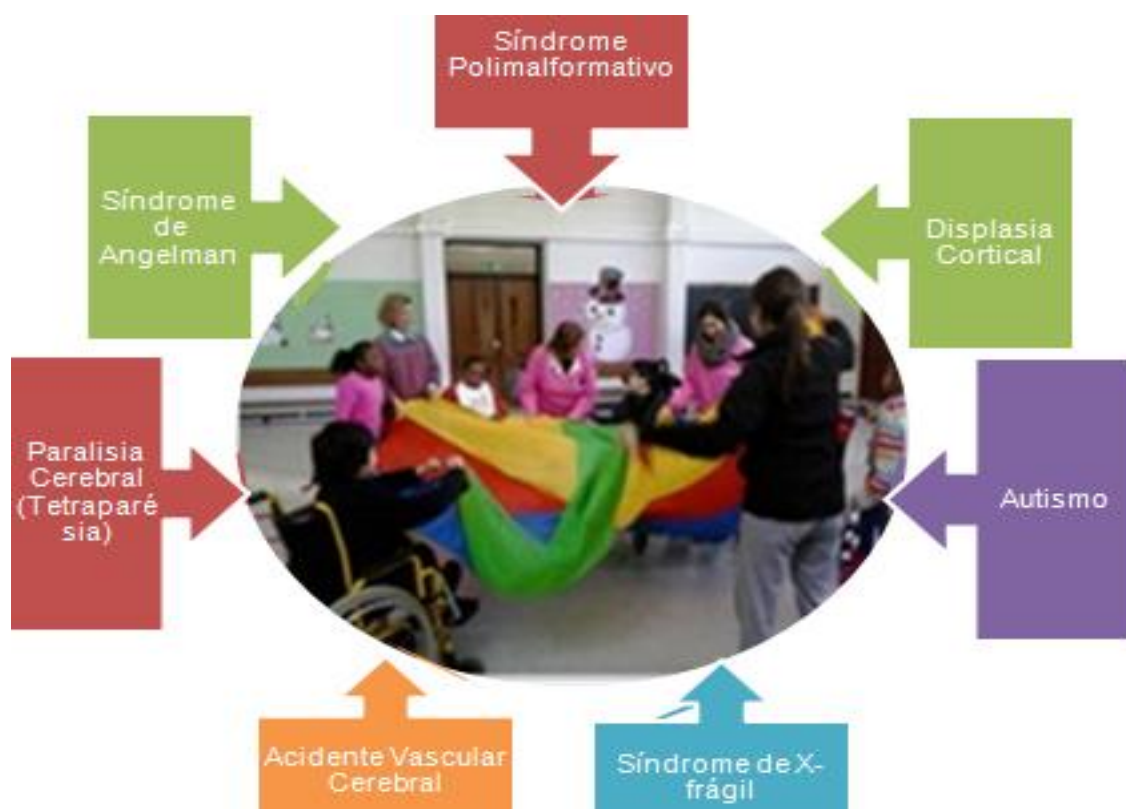 Síndrome
Polimalformativo
Síndrome
de
Angelman
Displasia
Cortical
Paralisia
Cerebral
(Tetraparé
sia)
Autismo
Acidente Vascular
Cerebral
Síndrome de X-
frágil